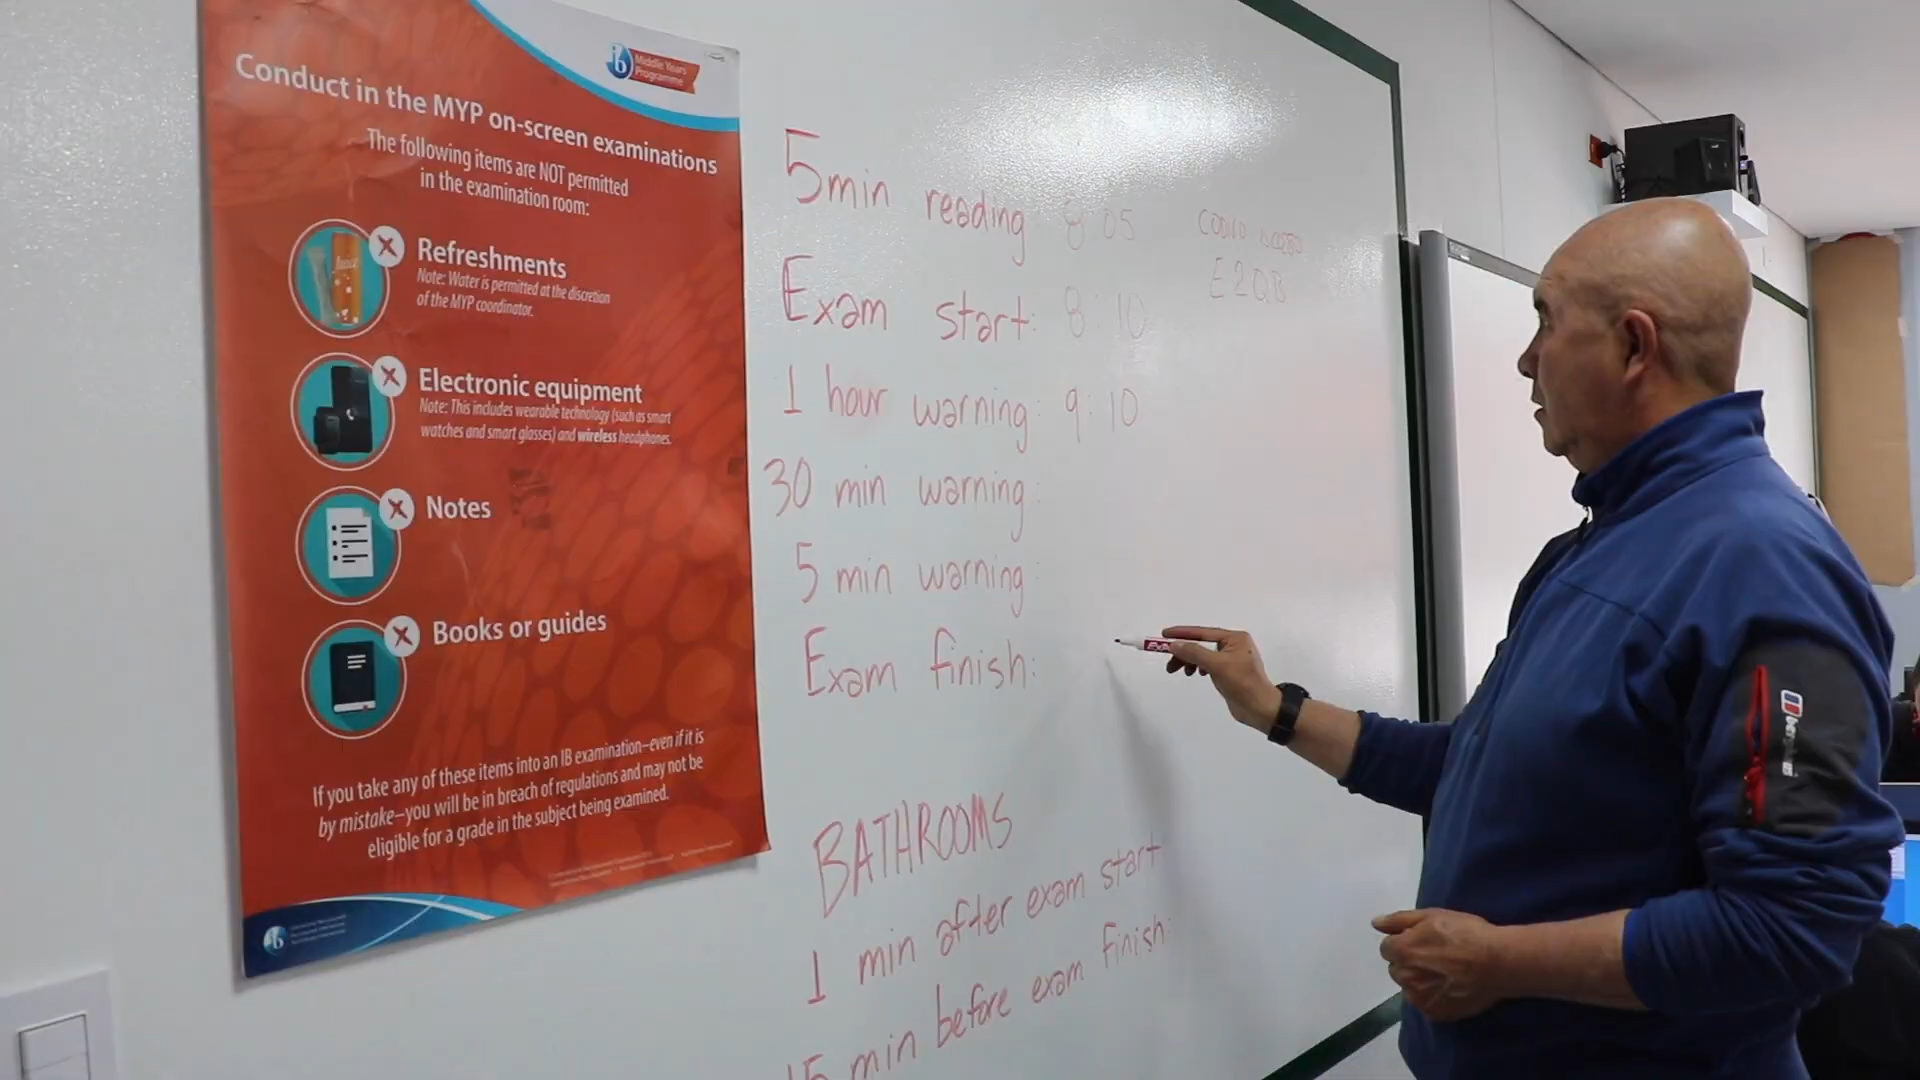 Middle Years
Programme
Conduct in the MYP on-screen examinations
The following items are NOT permitted
in the examination room:
Refreshments
Note: Water is permitted at the discretion
of the MYP coordinator.
Electronic equipment
Note: This includes wearable technology (such as smart
watches and smart glasses) and wireless headphones.
Notes
Books or guides
If you take any of these items into an IB examination–even if it is
by mistake–you will be in breach of regulations and may not be
eligible for a grade in the subject being examined.
5min reading: 8:05
Exam start: 8:10
1 hour warning: 9:10
30 min warning:
5 min warning:
Exam finish:
E2QB
BATHROOMS
1 min after exam start
15 min before exam finish: